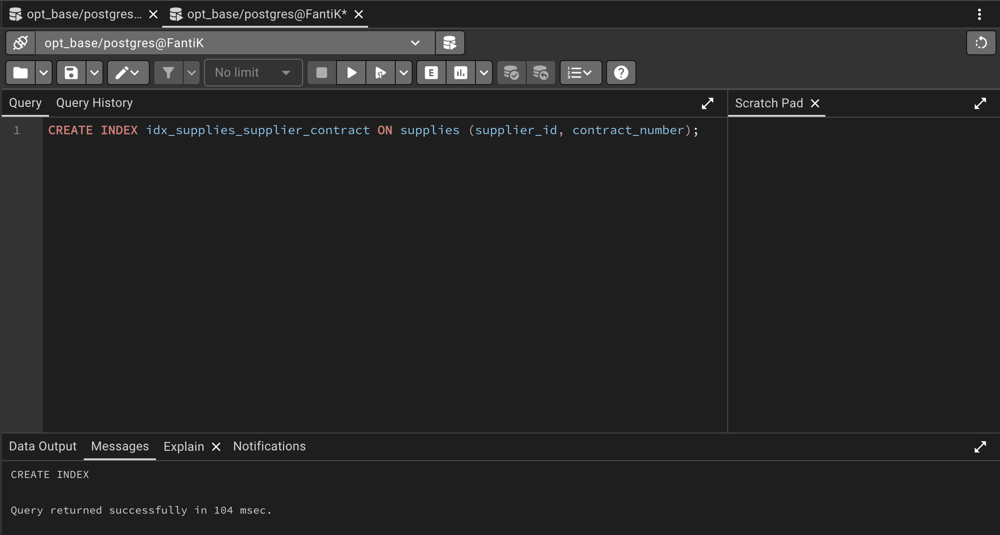 opt_base/postgres... opt_base/postgres@FantiK*
opt_base/postgres@FantiK
No limit E
Query Query History Scratch Pad
1 CREATE INDEX idx_supplies_supplier_contract ON supplies (supplier_id, contract_number);
Data Output Messages Explain Notifications
CREATE INDEX
Query returned successfully in 104 msec.